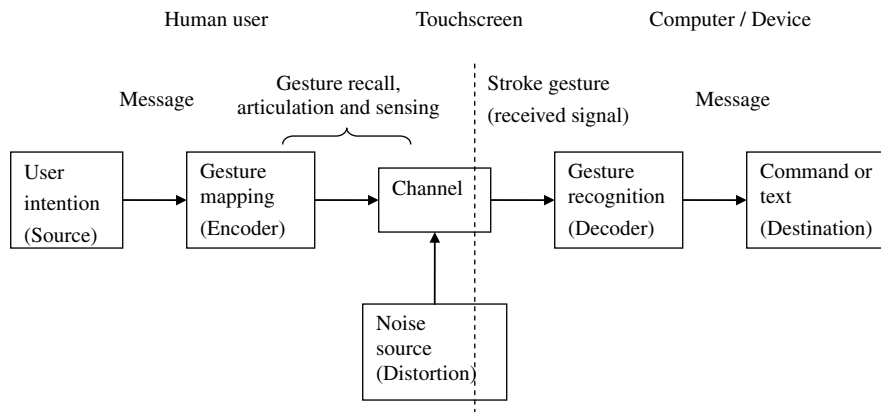 Human user
Touchscreen
Computer / Device
Message
Gesture recall,
articulation and sensing
Stroke gesture
(received signal)
Message
User
intention
(Source)
Gesture
mapping
(Encoder)
Channel
Gesture
recognition
(Decoder)
Command or
text
(Destination)
Noise
source
(Distortion)